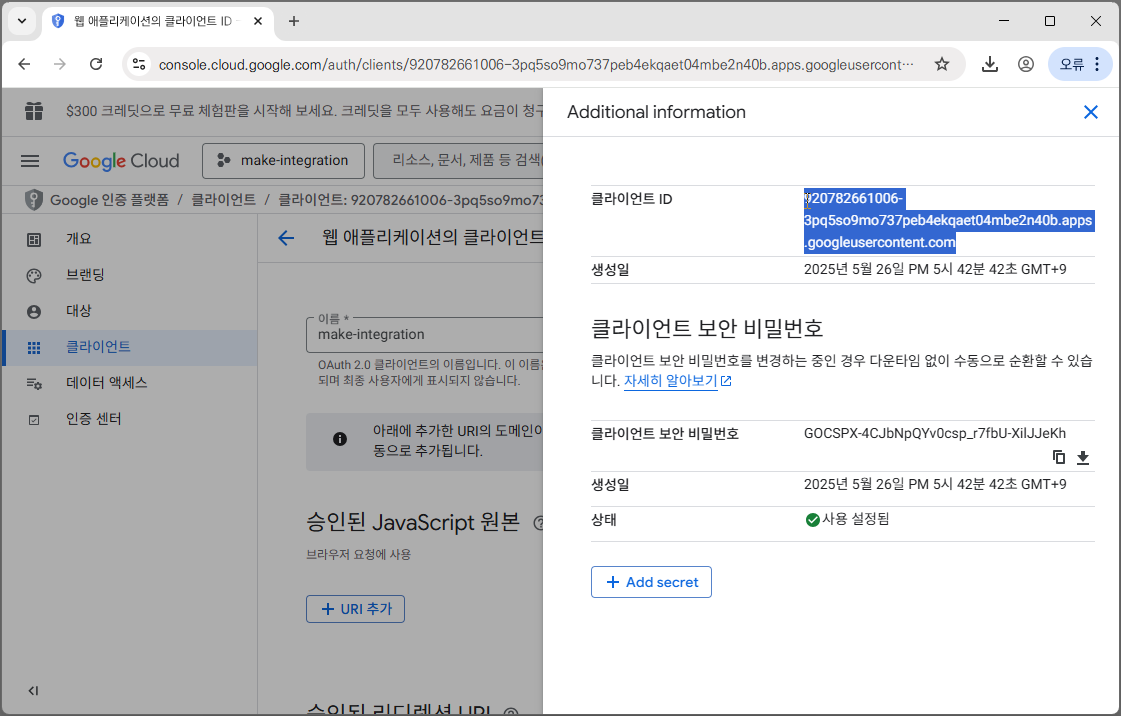 웹 애플리케이션의 클라이언트 ID
console.cloud.google.com/auth/clients/920782661006-3pq5so9mo737peb4ekqaet04mbe2n40b.apps.googleusercont…
오류
$300 크레딧으로 무료 체험판을 시작해 보세요. 크레딧을 모두 사용해도 요금이 청구
Google Cloud
make-integration
리소스, 문서, 제품 등 검색(
Google 인증 플랫폼 / 클라이언트 / 클라이언트: 920782661006-3pq5so9mo73
개요
브랜딩
대상
클라이언트
데이터 액세스
인증 센터
웹 애플리케이션의 클라이언트
이름 *
make-integration
OAuth 2.0 클라이언트의 이름입니다. 이 이름은
되며 최종 사용자에게 표시되지 않습니다.
아래에 추가한 URI의 도메인이
동으로 추가됩니다.
승인된 JavaScript 원본
브라우저 요청에 사용
+ URI 추가
승인된 리디렉션 URI
Additional information
클라이언트 ID
920782661006-
3pq5so9mo737peb4ekqaet04mbe2n40b.apps
.googleusercontent.com
생성일
2025년 5월 26일 PM 5시 42분 42초 GMT+9
클라이언트 보안 비밀번호
클라이언트 보안 비밀번호를 변경하는 중인 경우 다운타임 없이 수동으로 순환할 수 있습
니다. 자세히 알아보기
클라이언트 보안 비밀번호
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
생성일
2025년 5월 26일 PM 5시 42분 42초 GMT+9
상태
사용 설정됨
+ Add secret